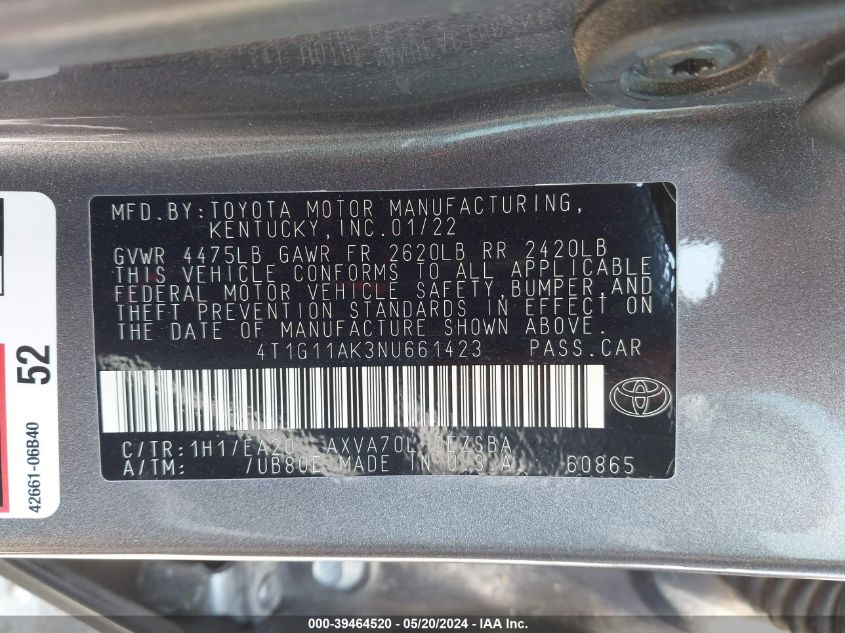 MFD.BY:TOYOTA MOTOR MANUFACTURING,
KENTUCKY,INC.01/22
GVWR 4475LB GAWR FR 2620LB RR 2420LB
THIS VEHICLE CONFORMS TO ALL APPLICABLE
FEDERAL MOTOR VEHICLE SAFETY,BUMPER,AND
THEFT PREVENTION STANDARDS IN EFFECT ON
THE DATE OF MANUFACTURE SHOWN ABOVE.
4T1G11AK3NU661423 PASS.CAR
C/TR:1H17EA20 AXVA70L
A/TM: /UB80E MADE IN U.S.A. 60865
52
42661-06B40
000-39464520 - 05/20/2024 - IAA Inc.